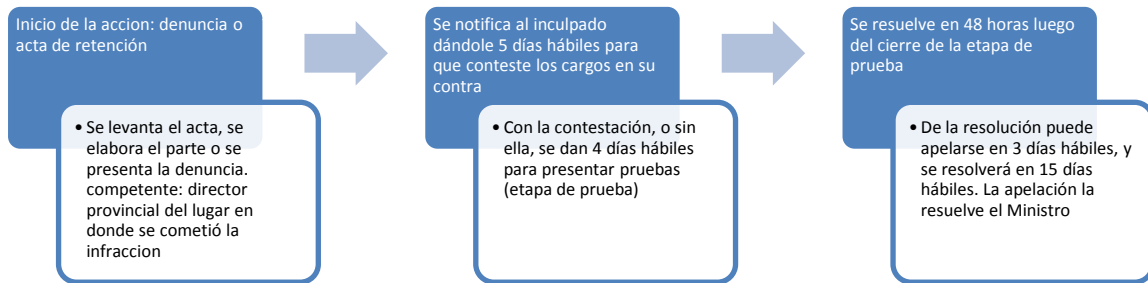 Inicio de la accion: denuncia o
acta de retención
• Se levanta el acta, se
elabora el parte o se
presenta la denuncia.
competente: director
provincial del lugar en
donde se cometió la
infraccion
Se notifica al inculpado
dándole 5 días hábiles para
que conteste los cargos en su
contra
• Con la contestación, o sin
ella, se dan 4 días hábiles
para presentar pruebas
(etapa de prueba)
Se resuelve en 48 horas luego
del cierre de la etapa de
prueba
• De la resolución puede
apelarse en 3 días hábiles, y
se resolverá en 15 días
hábiles. La apelación la
resuelve el Ministro